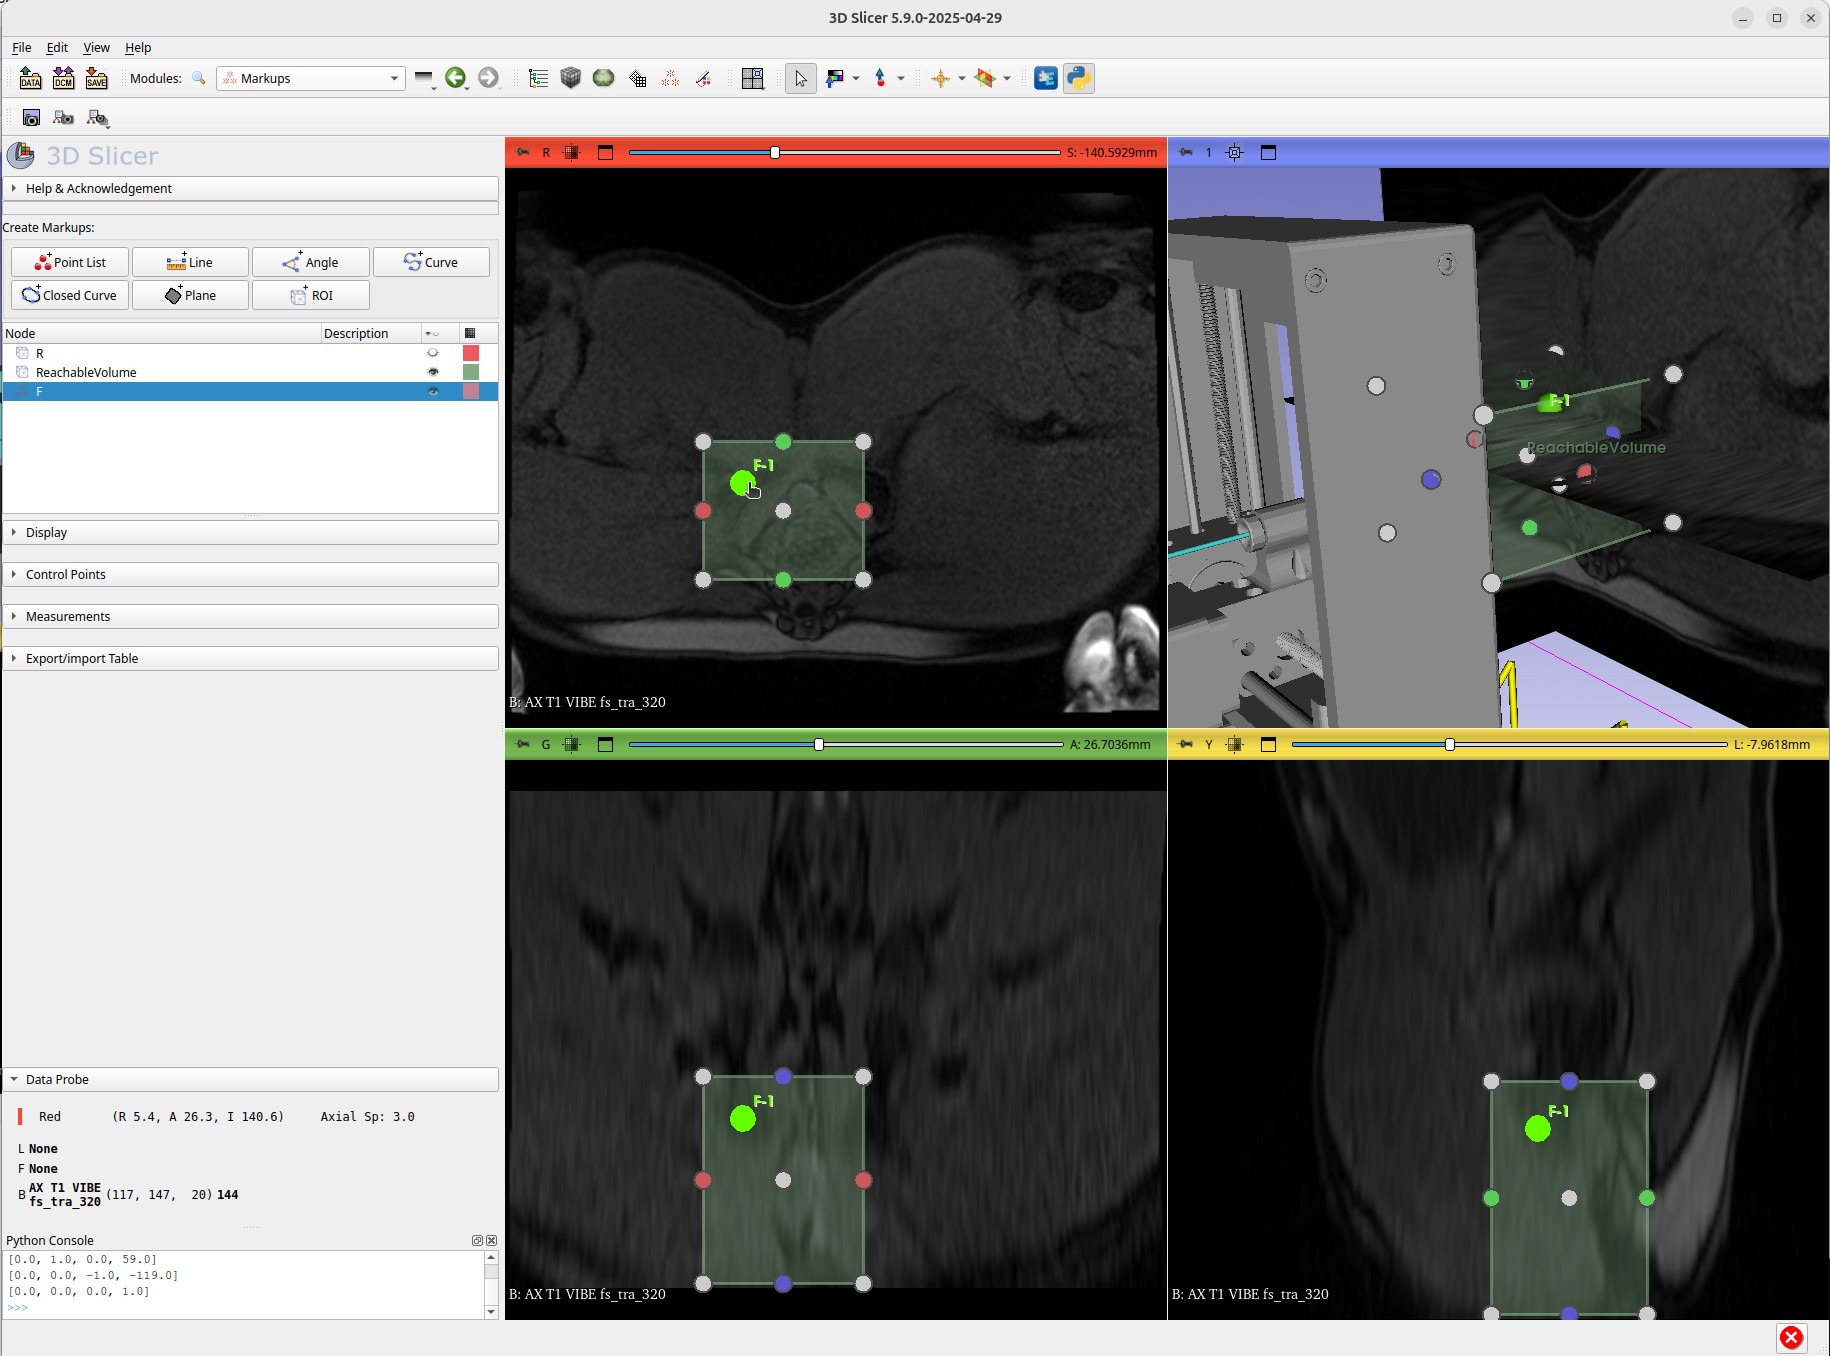 3D Slicer 5.9.0-2025-04-29
File Edit View Help
DATA DCM SAVE Modules: Markups
3D Slicer
Help & Acknowledgement
Create Markups:
Point List Line Angle Curve
Closed Curve Plane ROI
Node Description
R
ReachableVolume
F
Display
Control Points
Measurements
Export/import Table
Data Probe
Red (R 5.4, A 26.3, I 140.6) Axial Sp: 3.0
L None
F None
B AX T1 VIBE fs_tra_320 (117, 147, 20) 144
Python Console
[0.0, 1.0, 0.0, 59.0]
[0.0, 0.0, -1.0, -119.0]
[0.0, 0.0, 0.0, 1.0]
>>>
R S: -140.5929mm
F-1
B: AX T1 VIBE fs_tra_320
1
F-1
ReachableVolume
G A: 26.7036mm
F-1
B: AX T1 VIBE fs_tra_320
Y L: -7.9618mm
F-1
B: AX T1 VIBE fs_tra_320